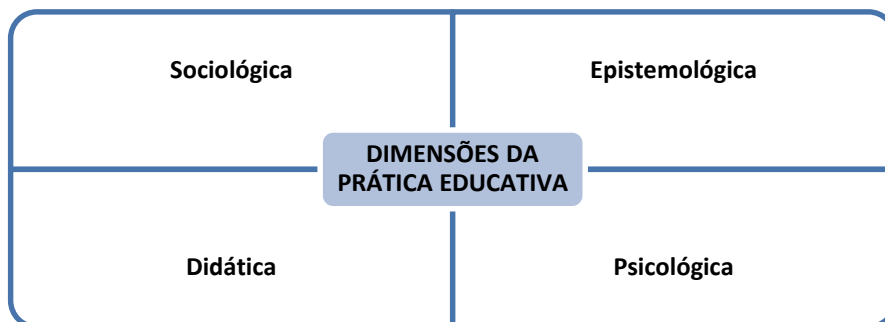 Sociológica
Epistemológica
DIMENSÕES DA
PRÁTICA EDUCATIVA
Didática
Psicológica